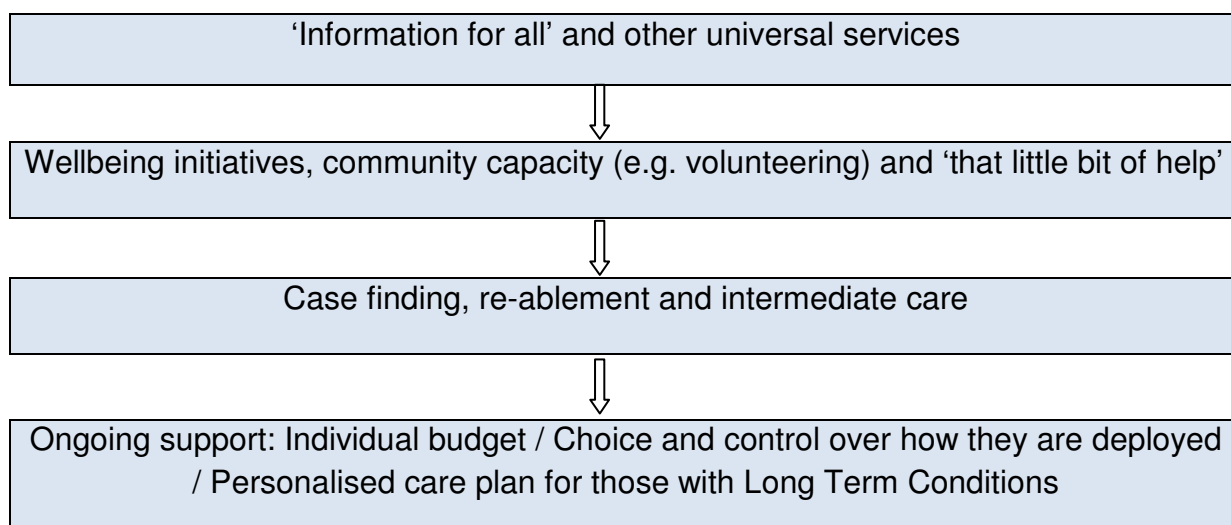 ‘Information for all’ and other universal services
Wellbeing initiatives, community capacity (e.g. volunteering) and ‘that little bit of help’
Case finding, re-ablement and intermediate care
Ongoing support: Individual budget / Choice and control over how they are deployed
/ Personalised care plan for those with Long Term Conditions